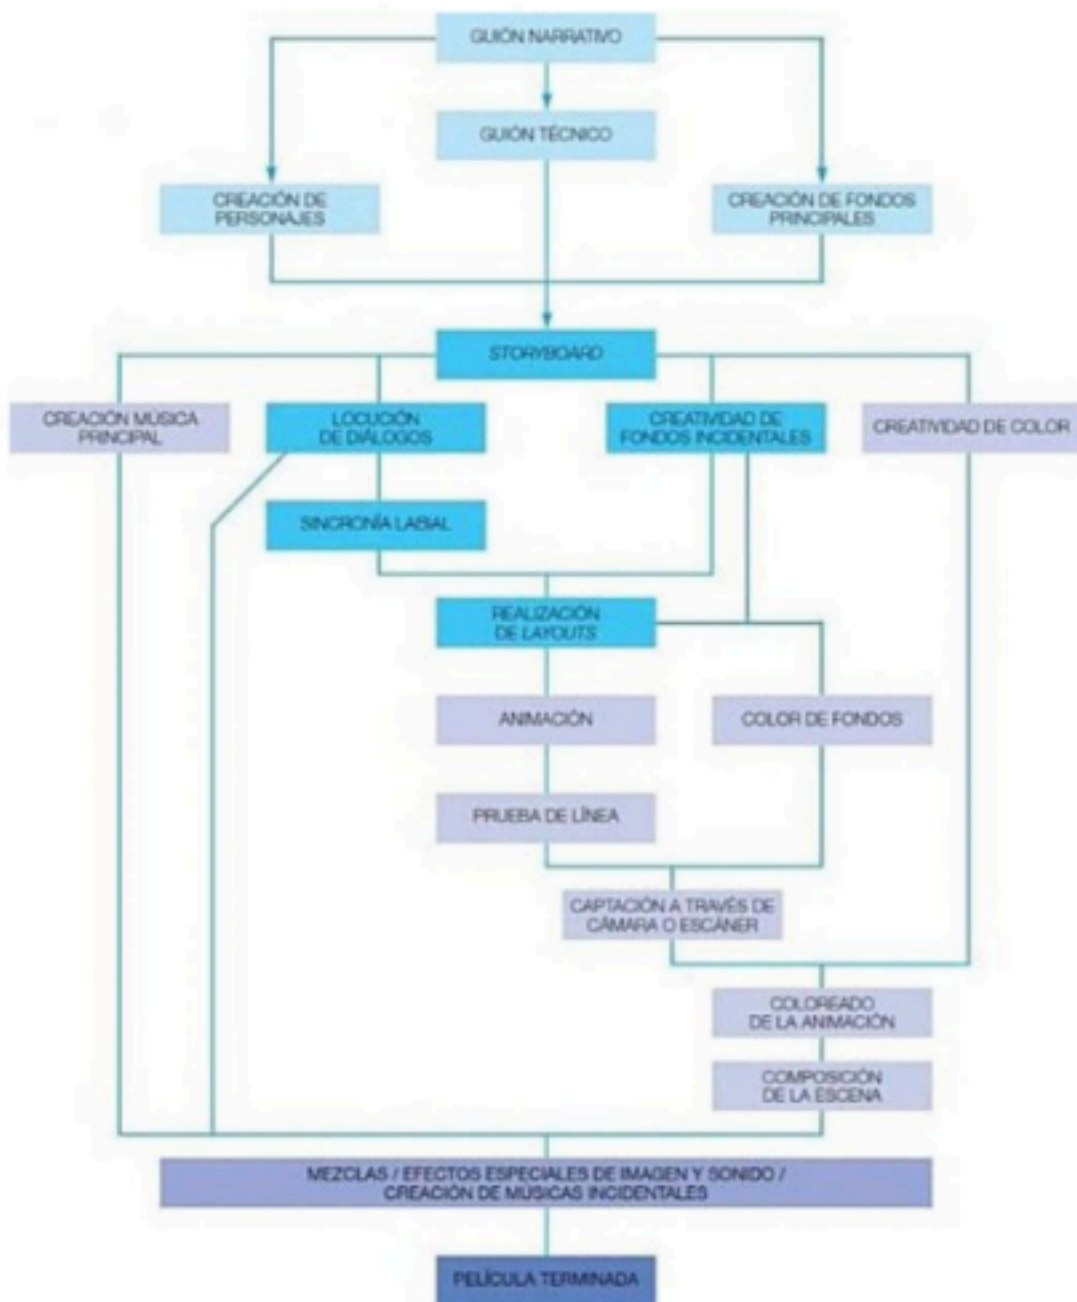 GUIÓN NARRATIVO
GUIÓN TÉCNICO
CREACIÓN DE
PERSONAJES
CREACIÓN DE FONDOS
PRINCIPALES
STORYBOARD
CREACIÓN MÚSICA
PRINCIPAL
LOCUCIÓN
DE DIÁLOGOS
CREATIVIDAD DE
FONDOS INCIDENTALES
CREATIVIDAD DE COLOR
SINCRONÍA LABIAL
REALIZACIÓN
DE LAYOUTS
ANIMACIÓN
COLOR DE FONDOS
PRUEBA DE LÍNEA
CAPTACIÓN A TRAVÉS DE
CÁMARA O ESCÁNER
COLOREADO
DE LA ANIMACIÓN
COMPOSICIÓN
DE LA ESCENA
MEZCLAS / EFECTOS ESPECIALES DE IMAGEN Y SONIDO /
CREACIÓN DE MÚSICAS INCIDENTALES
PELÍCULA TERMINADA